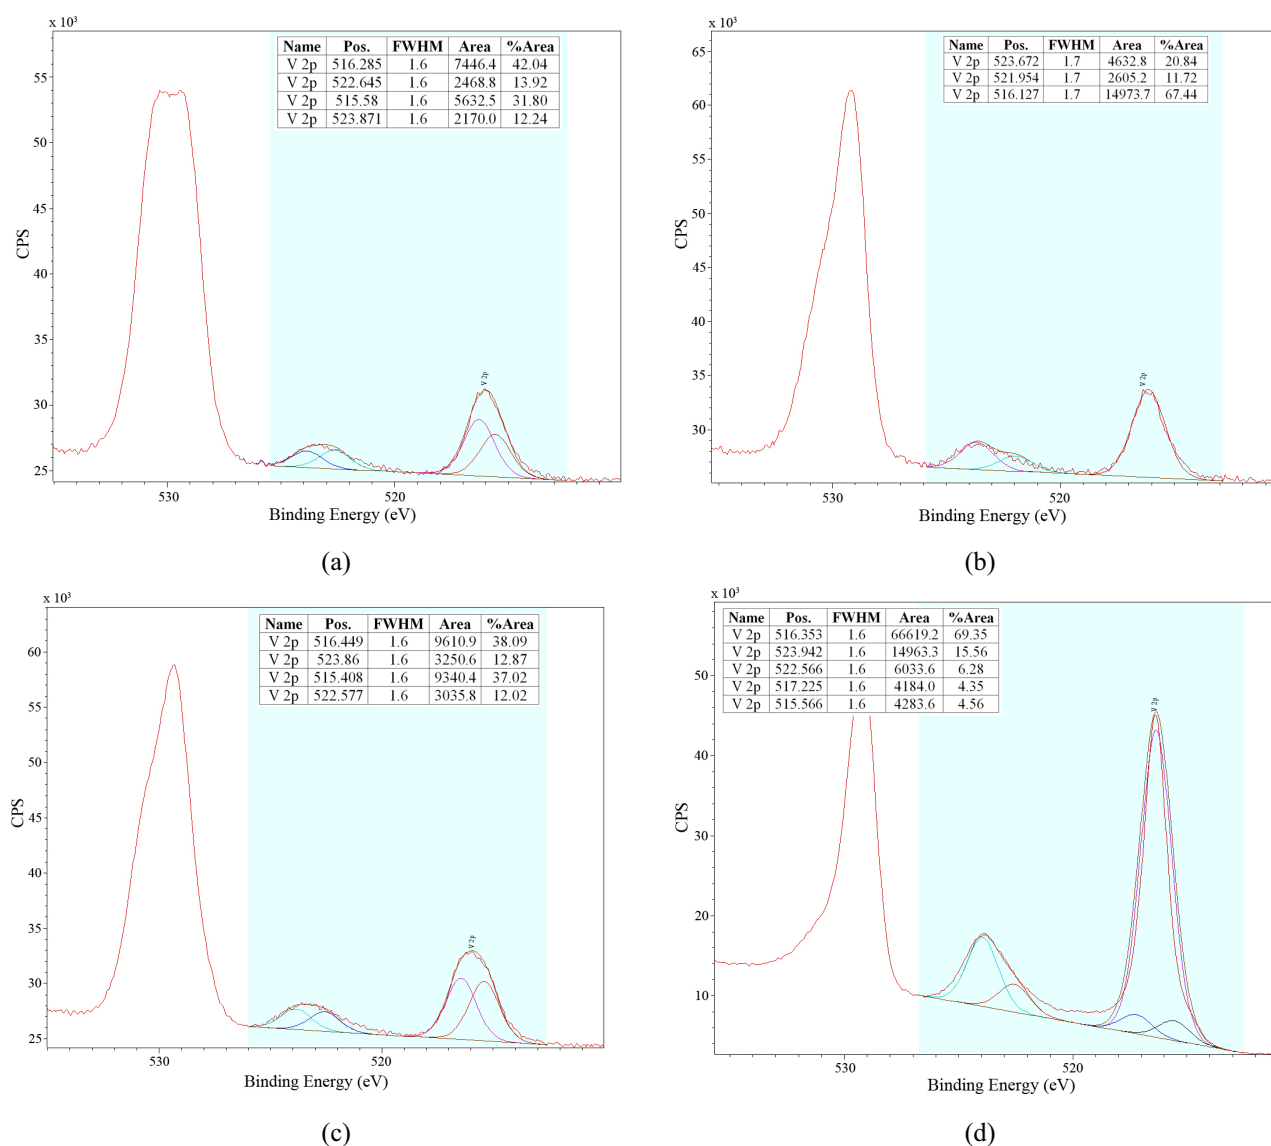 x 10³
Name Pos. FWHM Area %Area
V 2p 516.285 1.6 7446.4 42.04
V 2p 522.645 1.6 2468.8 13.92
V 2p 515.58 1.6 5632.5 31.80
V 2p 523.871 1.6 2170.0 12.24
55
50
45
40
35
30
25
CPS
V 2p
530 520
Binding Energy (eV)
(a)
x 10³
Name Pos. FWHM Area %Area
V 2p 523.672 1.7 4632.8 20.84
V 2p 521.954 1.7 2605.2 11.72
V 2p 516.127 1.7 14973.7 67.44
65
60
55
50
45
40
35
30
CPS
V 2p
530 520
Binding Energy (eV)
(b)
x 10³
Name Pos. FWHM Area %Area
V 2p 516.449 1.6 9610.9 38.09
V 2p 523.86 1.6 3250.6 12.87
V 2p 515.408 1.6 9340.4 37.02
V 2p 522.577 1.6 3035.8 12.02
60
55
50
45
40
35
30
25
CPS
V 2p
530 520
Binding Energy (eV)
(c)
x 10³
Name Pos. FWHM Area %Area
V 2p 516.353 1.6 66619.2 69.35
V 2p 523.942 1.6 14963.3 15.56
V 2p 522.566 1.6 6033.6 6.28
V 2p 517.225 1.6 4184.0 4.35
V 2p 515.566 1.6 4283.6 4.56
50
40
30
20
10
CPS
V 2p
530 520
Binding Energy (eV)
(d)